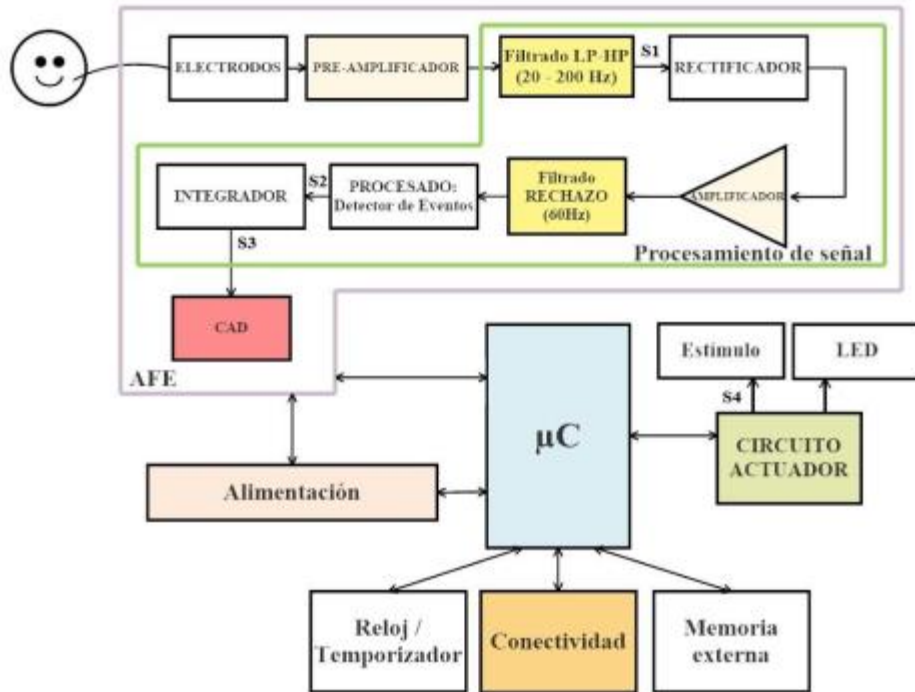 ELECTRODOS
PRE-AMPLIFICADOR
Filtrado LP-HP
(20 - 200 Hz)
S1
RECTIFICADOR
INTEGRADOR
S2
PROCESADO:
Detector de Eventos
Filtrado
RECHAZO
(60Hz)
AMPLIFICADOR
S3
Procesamiento de señal
CAD
AFE
µC
Estímulo
LED
S4
CIRCUITO
ACTUADOR
Alimentación
Reloj /
Temporizador
Conectividad
Memoria
externa